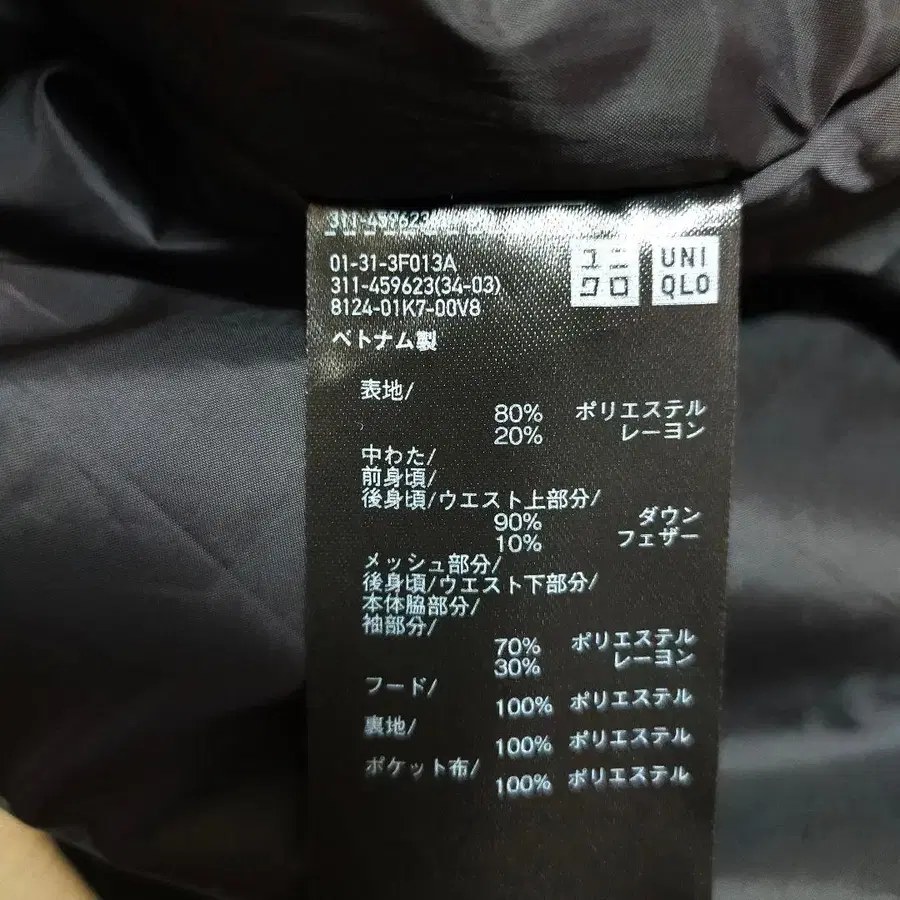 311-459623
ユニ
クロ
UNI
QLO
01-31-3F013A
311-459623(34-03)
8124-01K7-00V8
ベトナム製
表地/
80% ポリエステル
20% レーヨン
中わた/
前身頃/
後身頃/ウエスト上部分/
90% ダウン
10% フェザー
メッシュ部分/
後身頃/ウエスト下部分/
本体脇部分/
袖部分/
70% ポリエステル
30% レーヨン
フード/
100% ポリエステル
裏地/
100% ポリエステル
ポケット布/
100% ポリエステル